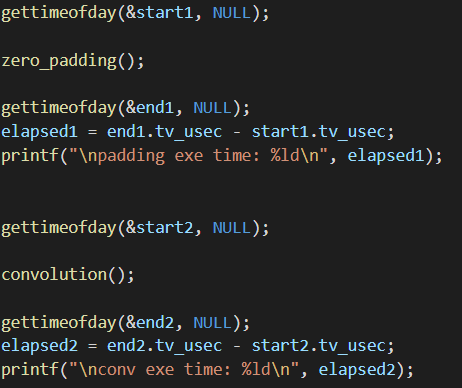 gettimeofday(&start1, NULL);
zero_padding();
gettimeofday(&end1, NULL);
elapsed1 = end1.tv_usec - start1.tv_usec;
printf("\npadding exe time: %ld\n", elapsed1);
gettimeofday(&start2, NULL);
convolution();
gettimeofday(&end2, NULL);
elapsed2 = end2.tv_usec - start2.tv_usec;
printf("\nconv exe time: %ld\n", elapsed2);